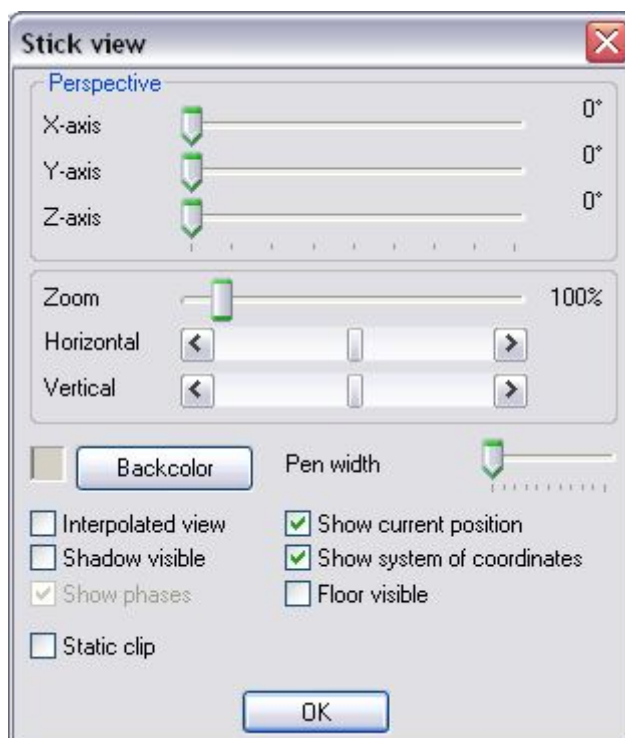 Stick view
Perspective
X-axis 0°
Y-axis 0°
Z-axis 0°
Zoom 100%
Horizontal
Vertical
Backcolor Pen width
Interpolated view Show current position
Shadow visible Show system of coordinates
Show phases Floor visible
Static clip
OK